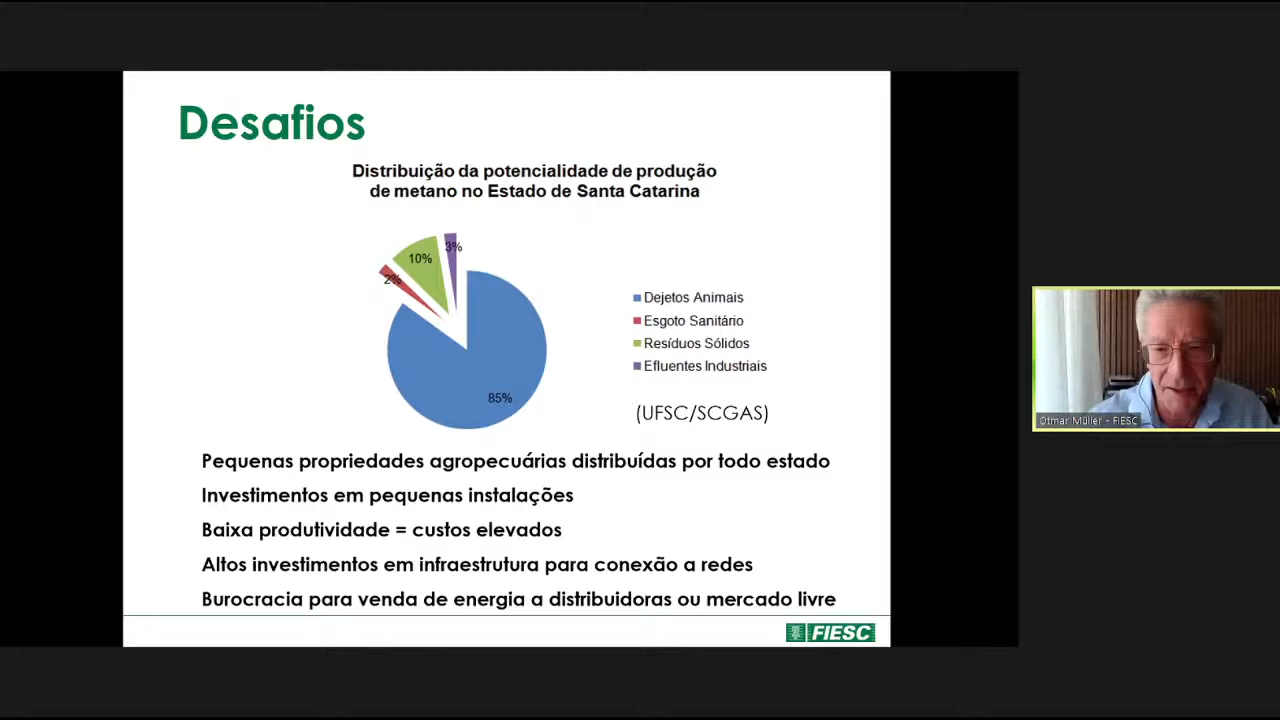 Desafios
Distribuição da potencialidade de produção
de metano no Estado de Santa Catarina
3%
10%
2%
85%
Dejetos Animais
Esgoto Sanitário
Resíduos Sólidos
Efluentes Industriais
(UFSC/SCGAS)
Pequenas propriedades agropecuárias distribuídas por todo estado
Investimentos em pequenas instalações
Baixa produtividade = custos elevados
Altos investimentos em infraestrutura para conexão a redes
Burocracia para venda de energia a distribuidoras ou mercado livre
FIESC
Otmar Müller - FIESC